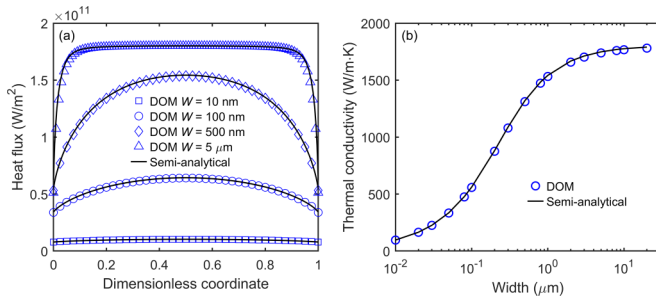 ×10¹¹
(a)
2
1.5
1
0.5
0
Heat flux (W/m²)
DOM W = 10 nm
DOM W = 100 nm
DOM W = 500 nm
DOM W = 5 μm
Semi-analytical
0 0.2 0.4 0.6 0.8 1
Dimensionless coordinate
(b)
2000
1500
1000
500
0
Thermal conductivity (W/m·K)
DOM
Semi-analytical
10⁻² 10⁻¹ 10⁰ 10¹
Width (μm)